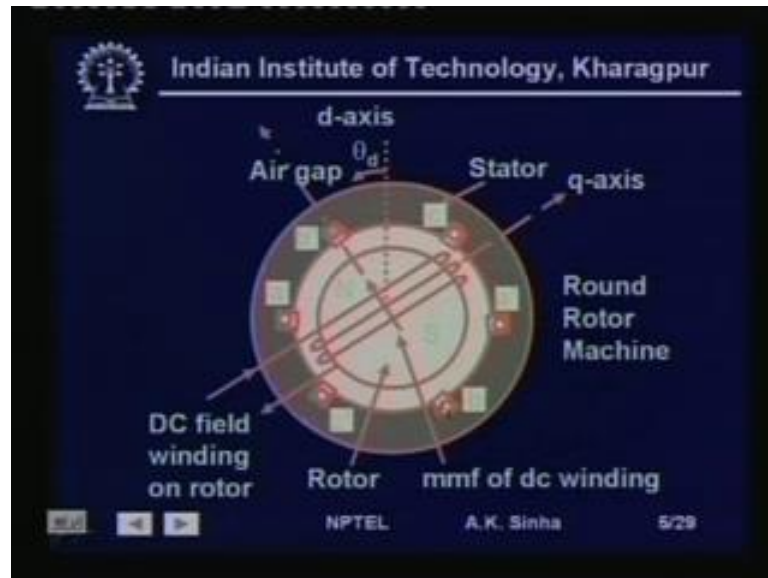 Indian Institute of Technology, Kharagpur
d-axis
θd
Air gap
Stator
q-axis
Round
Rotor
Machine
DC field
winding
on rotor
Rotor
mmf of dc winding
NPTEL
A.K. Sinha
5/29